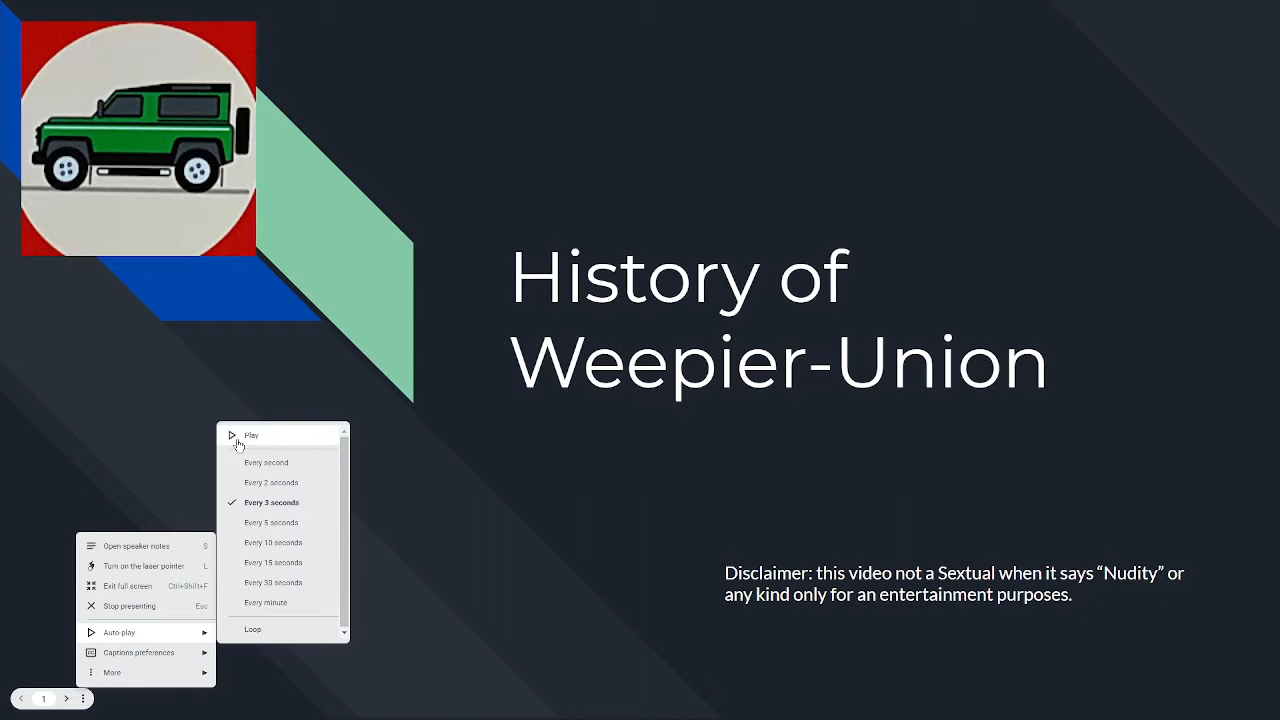 History of
Weepier-Union
Disclaimer: this video not a Sextual when it says “Nudity” or
any kind only for an entertainment purposes.
Play
Every second
Every 2 seconds
Every 3 seconds
Every 5 seconds
Every 10 seconds
Every 15 seconds
Every 30 seconds
Every minute
Loop
Open speaker notes S
Turn on the laser pointer L
Exit full screen Ctrl+Shift+F
Stop presenting Esc
Auto-play
CC Captions preferences
More
1